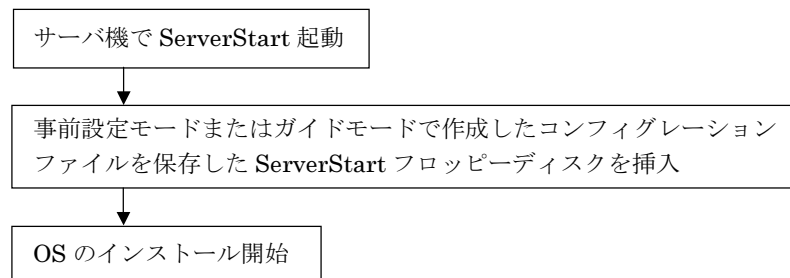 サーバ機で ServerStart 起動
事前設定モードまたはガイドモードで作成したコンフィグレーション
ファイルを保存した ServerStart フロッピーディスクを挿入
OS のインストール開始